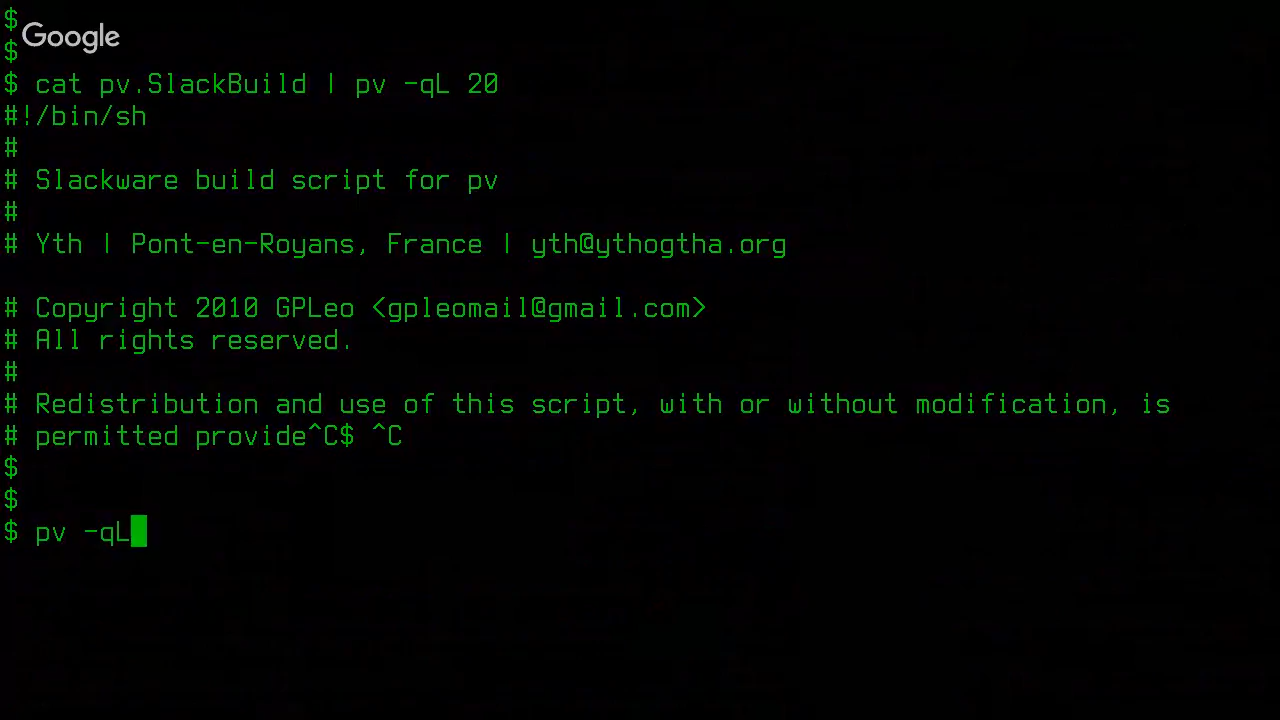 $
Google
$
$ cat pv.SlackBuild | pv -qL 20
#!/bin/sh
#
# Slackware build script for pv
#
# Yth | Pont-en-Royans, France | yth@ythogtha.org
# Copyright 2010 GPLeo <gpleomail@gmail.com>
# All rights reserved.
#
# Redistribution and use of this script, with or without modification, is
# permitted provide^C$ ^C
$
$
$ pv -qL